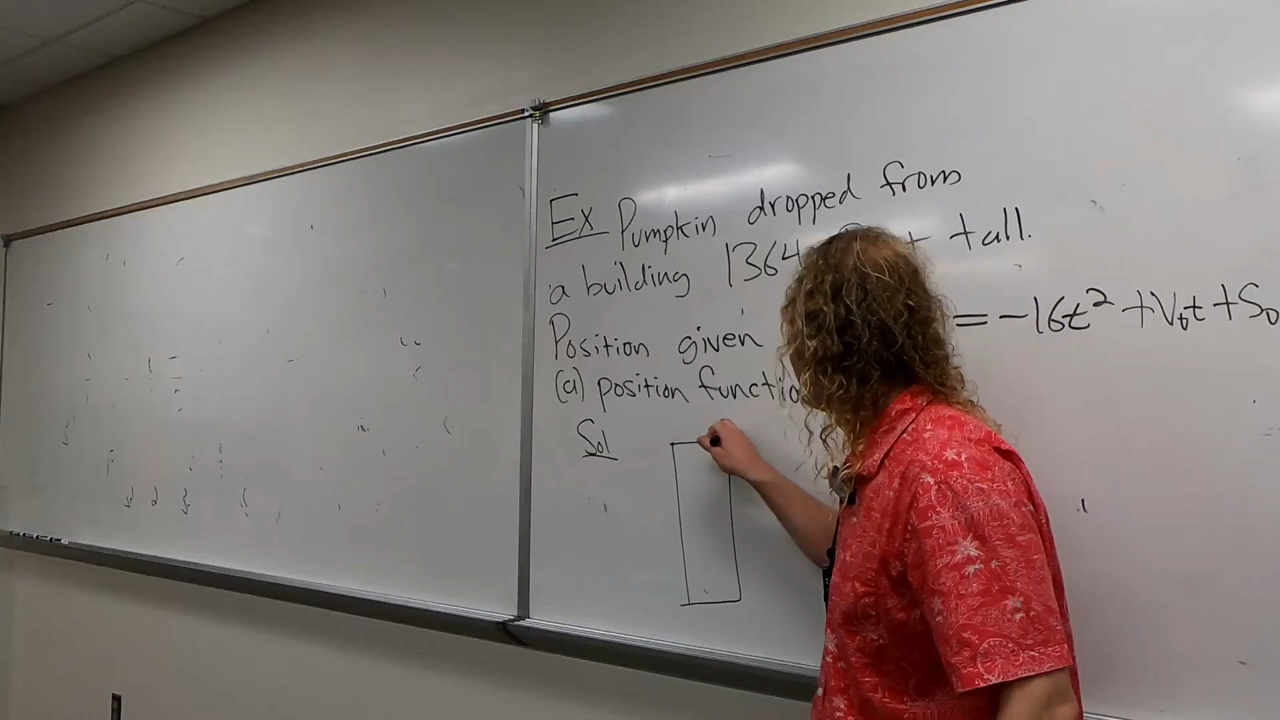 Ex Pumpkin dropped from
a building 1364 tall.
Position given = -16t² + V₀t + S₀
(a) position functio
Sol